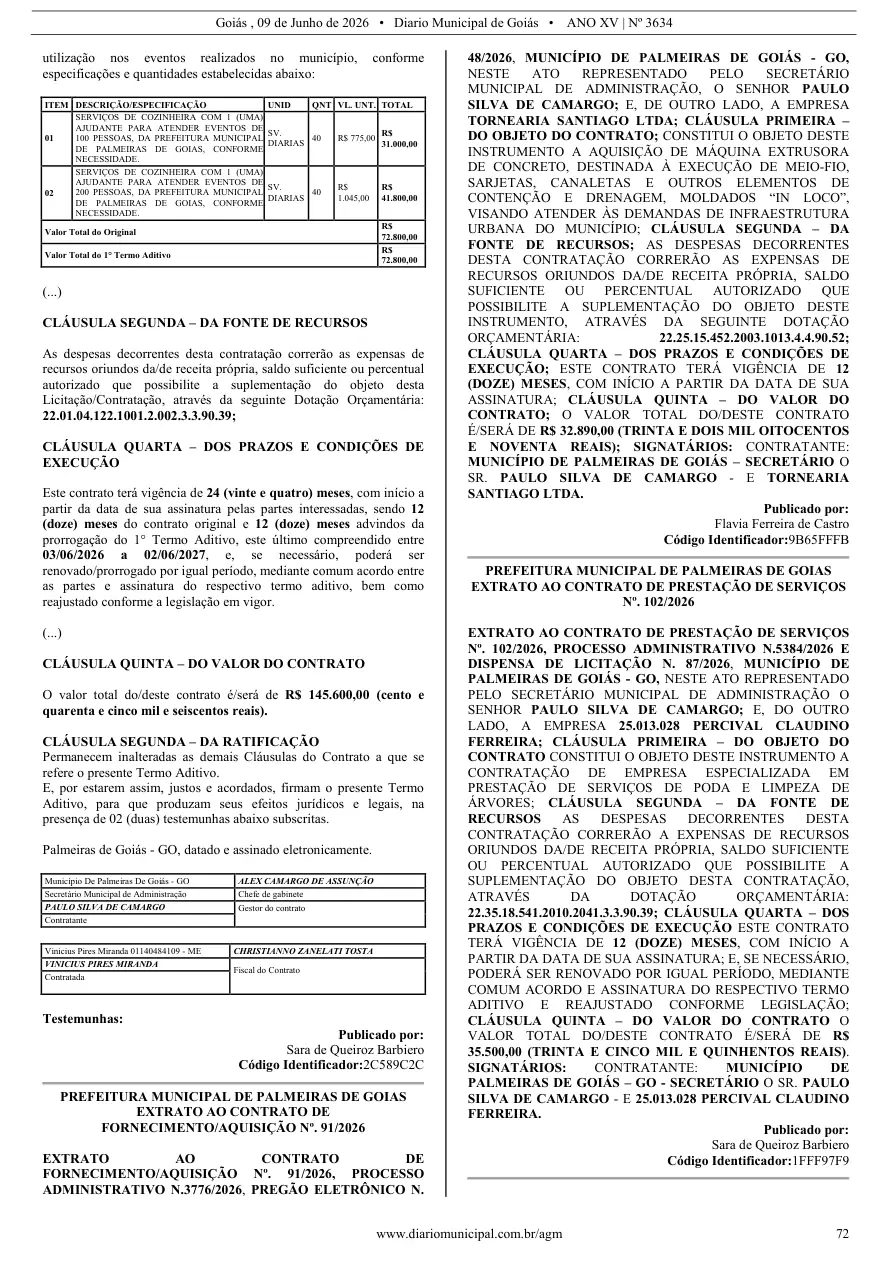 Goiás , 09 de Junho de 2026 • Diario Municipal de Goiás • ANO XV | Nº 3634
utilização nos eventos realizados no município, conforme
especificações e quantidades estabelecidas abaixo:
ITEM DESCRIÇÃO/ESPECIFICAÇÃO UNID QNT VL. UNT. TOTAL
01 SERVIÇOS DE COZINHEIRA COM 1 (UMA) AJUDANTE PARA ATENDER EVENTOS DE 100 PESSOAS, DA PREFEITURA MUNICIPAL DE PALMEIRAS DE GOIAS, CONFORME NECESSIDADE. SV. DIARIAS 40 R$ 775,00 R$ 31.000,00
02 SERVIÇOS DE COZINHEIRA COM 1 (UMA) AJUDANTE PARA ATENDER EVENTOS DE 200 PESSOAS, DA PREFEITURA MUNICIPAL DE PALMEIRAS DE GOIAS, CONFORME NECESSIDADE. SV. DIARIAS 40 R$ 1.045,00 R$ 41.800,00
Valor Total do Original R$ 72.800,00
Valor Total do 1° Termo Aditivo R$ 72.800,00
(...)
CLÁUSULA SEGUNDA – DA FONTE DE RECURSOS
As despesas decorrentes desta contratação correrão as expensas de
recursos oriundos da/de receita própria, saldo suficiente ou percentual
autorizado que possibilite a suplementação do objeto desta
Licitação/Contratação, através da seguinte Dotação Orçamentária:
22.01.04.122.1001.2.002.3.3.90.39;
CLÁUSULA QUARTA – DOS PRAZOS E CONDIÇÕES DE
EXECUÇÃO
Este contrato terá vigência de 24 (vinte e quatro) meses, com início a
partir da data de sua assinatura pelas partes interessadas, sendo 12
(doze) meses do contrato original e 12 (doze) meses advindos da
prorrogação do 1° Termo Aditivo, este último compreendido entre
03/06/2026 a 02/06/2027, e, se necessário, poderá ser
renovado/prorrogado por igual período, mediante comum acordo entre
as partes e assinatura do respectivo termo aditivo, bem como
reajustado conforme a legislação em vigor.
(...)
CLÁUSULA QUINTA – DO VALOR DO CONTRATO
O valor total do/deste contrato é/será de R$ 145.600,00 (cento e
quarenta e cinco mil e seiscentos reais).
CLÁUSULA SEGUNDA – DA RATIFICAÇÃO
Permanecem inalteradas as demais Cláusulas do Contrato a que se
refere o presente Termo Aditivo.
E, por estarem assim, justos e acordados, firmam o presente Termo
Aditivo, para que produzam seus efeitos jurídicos e legais, na
presença de 02 (duas) testemunhas abaixo subscritas.
Palmeiras de Goiás - GO, datado e assinado eletronicamente.
Município De Palmeiras De Goiás - GO ALEX CAMARGO DE ASSUNÇÃO
Secretário Municipal de Administração Chefe de gabinete
PAULO SILVA DE CAMARGO Gestor do contrato
Contratante
Vinicius Pires Miranda 01140484109 - ME CHRISTIANNO ZANELATI TOSTA
VINICIUS PIRES MIRANDA Fiscal do Contrato
Contratada
Testemunhas:
Publicado por:
Sara de Queiroz Barbiero
Código Identificador:2C589C2C
PREFEITURA MUNICIPAL DE PALMEIRAS DE GOIAS
EXTRATO AO CONTRATO DE
FORNECIMENTO/AQUISIÇÃO Nº. 91/2026
EXTRATO AO CONTRATO DE
FORNECIMENTO/AQUISIÇÃO Nº. 91/2026, PROCESSO
ADMINISTRATIVO N.3776/2026, PREGÃO ELETRÔNICO N.
48/2026, MUNICÍPIO DE PALMEIRAS DE GOIÁS - GO,
NESTE ATO REPRESENTADO PELO SECRETÁRIO
MUNICIPAL DE ADMINISTRAÇÃO, O SENHOR PAULO
SILVA DE CAMARGO; E, DE OUTRO LADO, A EMPRESA
TORNEARIA SANTIAGO LTDA; CLÁUSULA PRIMEIRA –
DO OBJETO DO CONTRATO; CONSTITUI O OBJETO DESTE
INSTRUMENTO A AQUISIÇÃO DE MÁQUINA EXTRUSORA
DE CONCRETO, DESTINADA À EXECUÇÃO DE MEIO-FIO,
SARJETAS, CANALETAS E OUTROS ELEMENTOS DE
CONTENÇÃO E DRENAGEM, MOLDADOS “IN LOCO”,
VISANDO ATENDER ÀS DEMANDAS DE INFRAESTRUTURA
URBANA DO MUNICÍPIO; CLÁUSULA SEGUNDA – DA
FONTE DE RECURSOS; AS DESPESAS DECORRENTES
DESTA CONTRATAÇÃO CORRERÃO AS EXPENSAS DE
RECURSOS ORIUNDOS DA/DE RECEITA PRÓPRIA, SALDO
SUFICIENTE OU PERCENTUAL AUTORIZADO QUE
POSSIBILITE A SUPLEMENTAÇÃO DO OBJETO DESTE
INSTRUMENTO, ATRAVÉS DA SEGUINTE DOTAÇÃO
ORÇAMENTÁRIA: 22.25.15.452.2003.1013.4.4.90.52;
CLÁUSULA QUARTA – DOS PRAZOS E CONDIÇÕES DE
EXECUÇÃO; ESTE CONTRATO TERÁ VIGÊNCIA DE 12
(DOZE) MESES, COM INÍCIO A PARTIR DA DATA DE SUA
ASSINATURA; CLÁUSULA QUINTA – DO VALOR DO
CONTRATO; O VALOR TOTAL DO/DESTE CONTRATO
É/SERÁ DE R$ 32.890,00 (TRINTA E DOIS MIL OITOCENTOS
E NOVENTA REAIS); SIGNATÁRIOS: CONTRATANTE:
MUNICÍPIO DE PALMEIRAS DE GOIÁS – SECRETÁRIO O
SR. PAULO SILVA DE CAMARGO - E TORNEARIA
SANTIAGO LTDA.
Publicado por:
Flavia Ferreira de Castro
Código Identificador:9B65FFFB
PREFEITURA MUNICIPAL DE PALMEIRAS DE GOIAS
EXTRATO AO CONTRATO DE PRESTAÇÃO DE SERVIÇOS
Nº. 102/2026
EXTRATO AO CONTRATO DE PRESTAÇÃO DE SERVIÇOS
Nº. 102/2026, PROCESSO ADMINISTRATIVO N.5384/2026 E
DISPENSA DE LICITAÇÃO N. 87/2026, MUNICÍPIO DE
PALMEIRAS DE GOIÁS - GO, NESTE ATO REPRESENTADO
PELO SECRETÁRIO MUNICIPAL DE ADMINISTRAÇÃO O
SENHOR PAULO SILVA DE CAMARGO; E, DO OUTRO
LADO, A EMPRESA 25.013.028 PERCIVAL CLAUDINO
FERREIRA; CLÁUSULA PRIMEIRA – DO OBJETO DO
CONTRATO CONSTITUI O OBJETO DESTE INSTRUMENTO A
CONTRATAÇÃO DE EMPRESA ESPECIALIZADA EM
PRESTAÇÃO DE SERVIÇOS DE PODA E LIMPEZA DE
ÁRVORES; CLÁUSULA SEGUNDA – DA FONTE DE
RECURSOS AS DESPESAS DECORRENTES DESTA
CONTRATAÇÃO CORRERÃO A EXPENSAS DE RECURSOS
ORIUNDOS DA/DE RECEITA PRÓPRIA, SALDO SUFICIENTE
OU PERCENTUAL AUTORIZADO QUE POSSIBILITE A
SUPLEMENTAÇÃO DO OBJETO DESTA CONTRATAÇÃO,
ATRAVÉS DA DOTAÇÃO ORÇAMENTÁRIA:
22.35.18.541.2010.2041.3.3.90.39; CLÁUSULA QUARTA – DOS
PRAZOS E CONDIÇÕES DE EXECUÇÃO ESTE CONTRATO
TERÁ VIGÊNCIA DE 12 (DOZE) MESES, COM INÍCIO A
PARTIR DA DATA DE SUA ASSINATURA; E, SE NECESSÁRIO,
PODERÁ SER RENOVADO POR IGUAL PERÍODO, MEDIANTE
COMUM ACORDO E ASSINATURA DO RESPECTIVO TERMO
ADITIVO E REAJUSTADO CONFORME LEGISLAÇÃO;
CLÁUSULA QUINTA – DO VALOR DO CONTRATO O
VALOR TOTAL DO/DESTE CONTRATO É/SERÁ DE R$
35.500,00 (TRINTA E CINCO MIL E QUINHENTOS REAIS).
SIGNATÁRIOS: CONTRATANTE: MUNICÍPIO DE
PALMEIRAS DE GOIÁS – GO - SECRETÁRIO O SR. PAULO
SILVA DE CAMARGO - E 25.013.028 PERCIVAL CLAUDINO
FERREIRA.
Publicado por:
Sara de Queiroz Barbiero
Código Identificador:1FFF97F9
www.diariomunicipal.com.br/agm 72